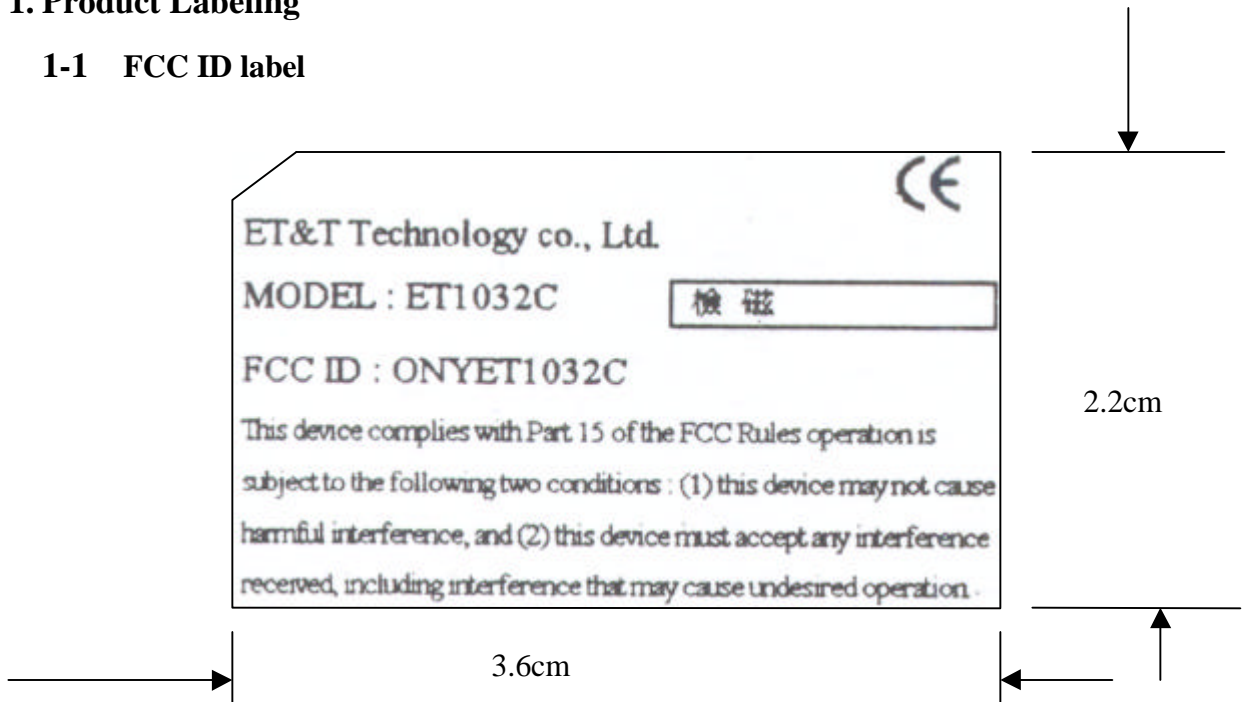 1. Product Labeling
1-1 FCC ID label
CE
ET&T Technology co., Ltd.
MODEL : ET1032C 檢 磁
FCC ID : ONYET1032C
This device complies with Part 15 of the FCC Rules operation is
subject to the following two conditions : (1) this device may not cause
harmful interference, and (2) this device must accept any interference
received, including interference that may cause undesired operation.
2.2cm
3.6cm